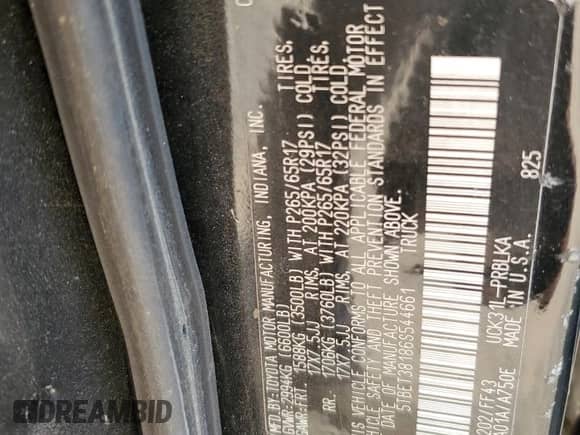 MFD.BY:TOYOTA MOTOR MANUFACTURING, INDIANA, INC.
GVWR:2994KG (6600LB)
GAWR:FRT. 1588KG (3500LB) WITH P265/65R17 TIRES,
17X7.5JJ RIMS, AT 200KPA (29PSI) COLD.
RR. 1706KG (3760LB) WITH P265/65R17 TIRES,
17X7.5JJ RIMS, AT 220KPA (32PSI) COLD.
THIS VEHICLE CONFORMS TO ALL APPLICABLE FEDERAL MOTOR
VEHICLE SAFETY AND THEFT PREVENTION STANDARDS IN EFFECT
ON THE DATE OF MANUFACTURE SHOWN ABOVE.
5TBET38186S544661 TRUCK
825
202/FF43 UCK31L-PRBLKA
A750E MADE IN U.S.A.
DREAMBID